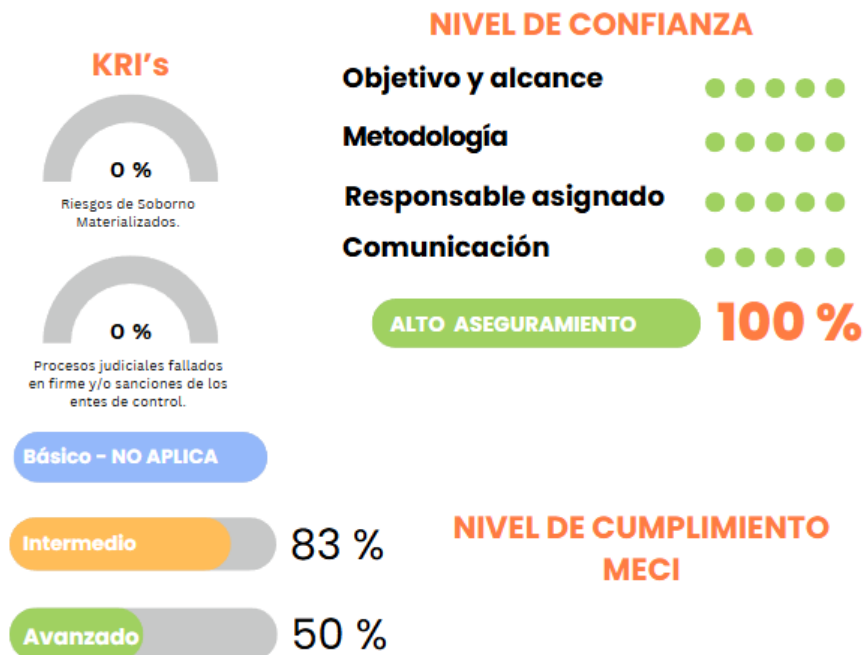 KRI’s
0 %
Riesgos de Soborno
Materializados.
0 %
Procesos judiciales fallados
en firme y/o sanciones de los
entes de control.
NIVEL DE CONFIANZA
Objetivo y alcance
Metodología
Responsable asignado
Comunicación
ALTO ASEGURAMIENTO 100 %
Básico - NO APLICA
Intermedio 83 %
Avanzado 50 %
NIVEL DE CUMPLIMIENTO
MECI